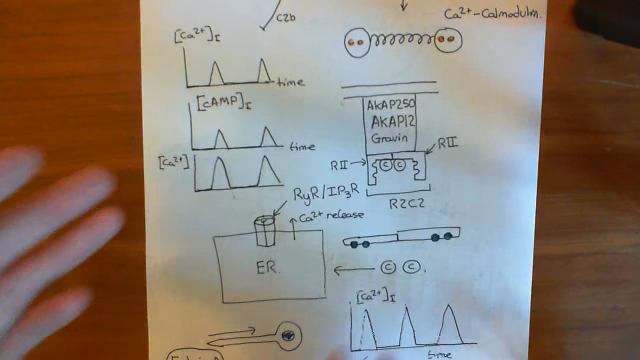 C2b
Ca²⁺-Calmodulin.
[Ca²⁺]I
time
[cAMP]I
time
[Ca²⁺]
AKAP250
AKAP12
Gravin
RII
RII
C C
R2C2
RyR/IP3R
Ca²⁺ release
ER.
C C.
[Ca²⁺]I
time